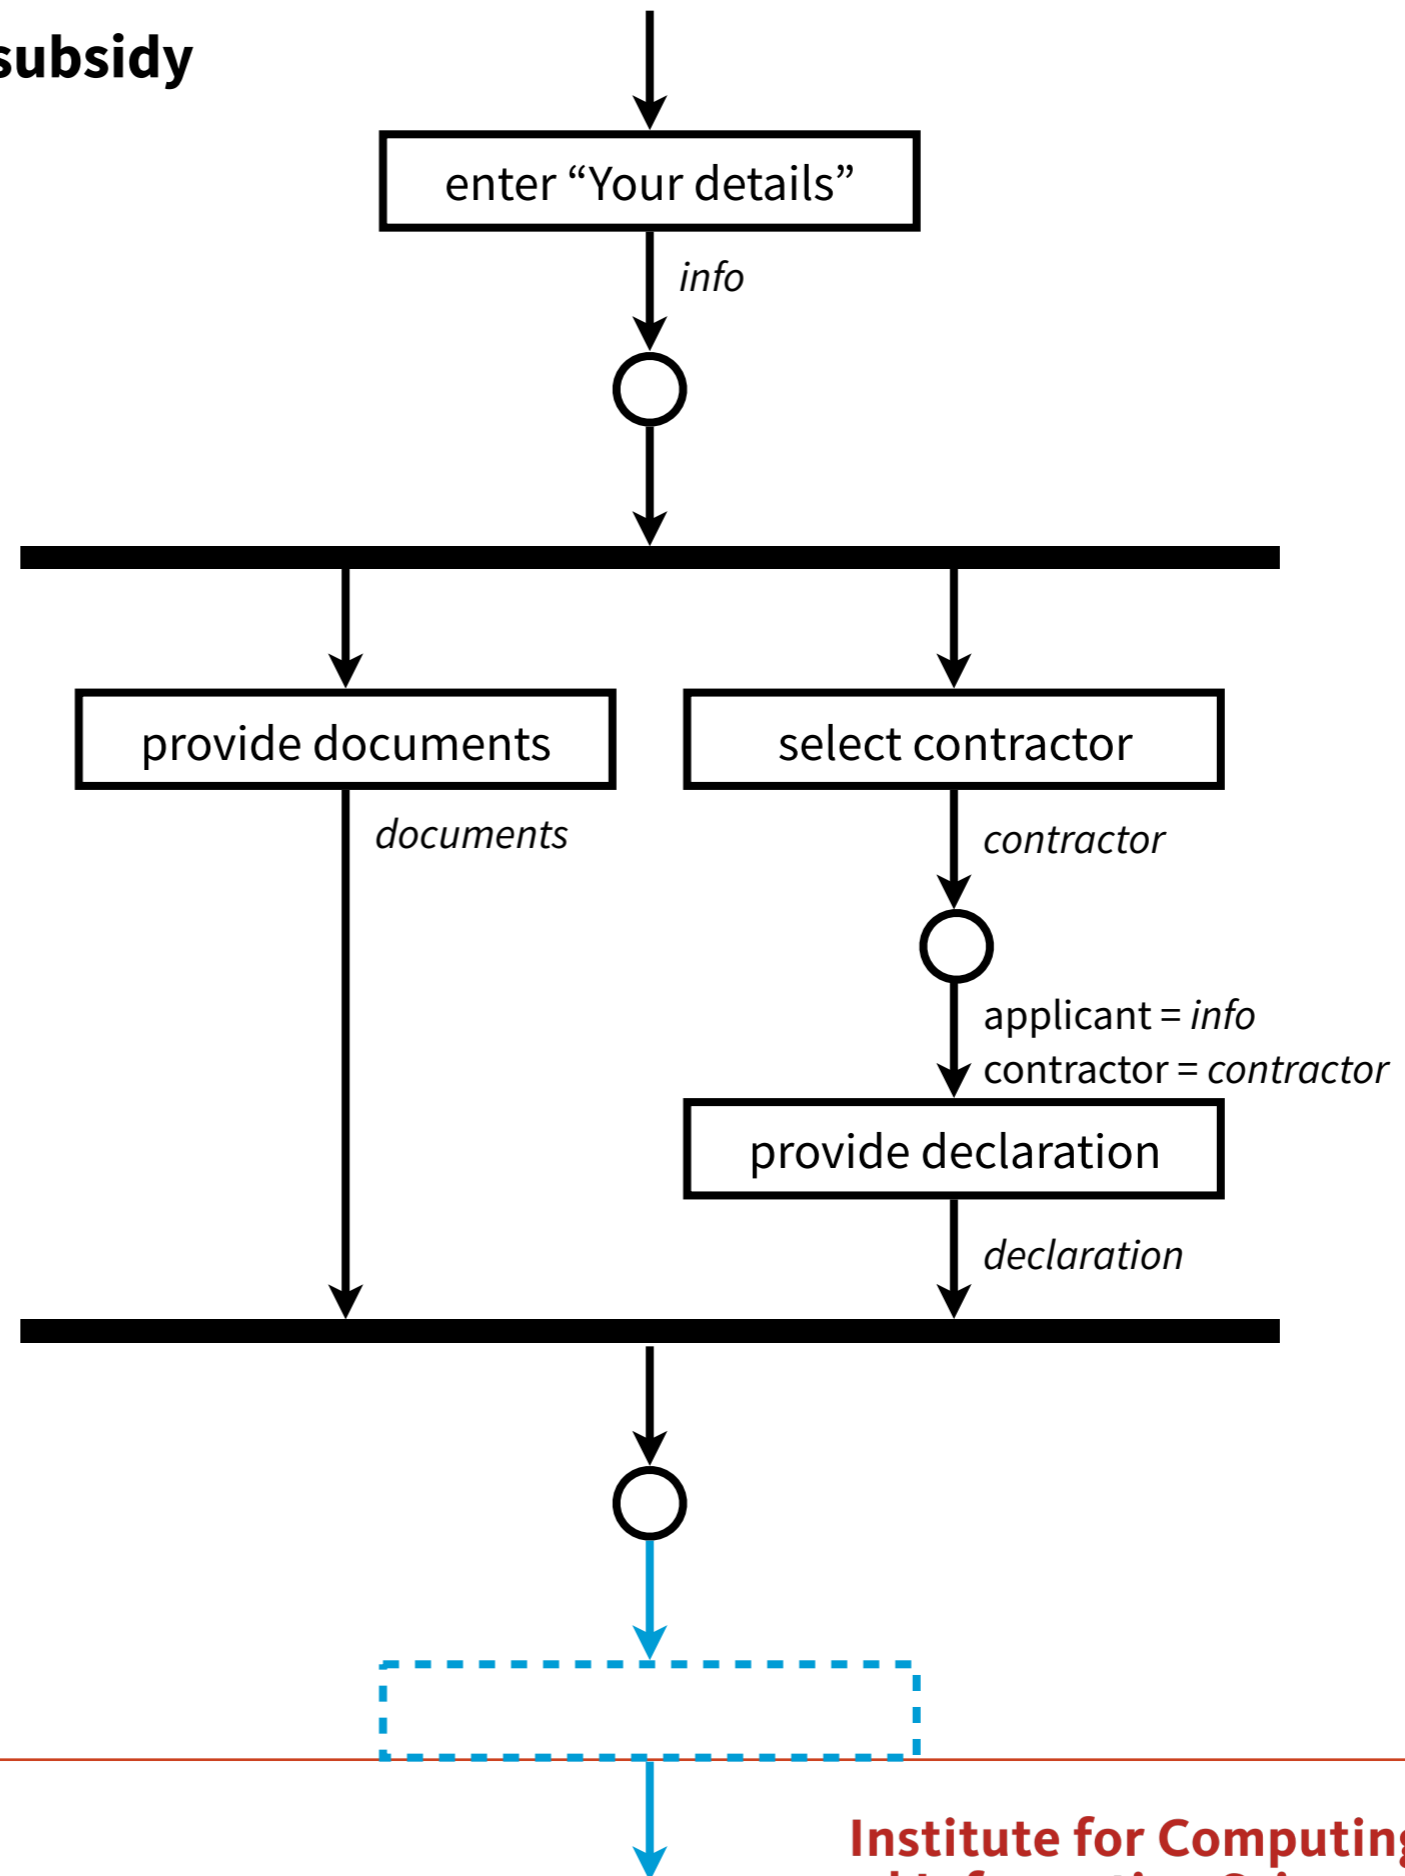 subsidy
enter “Your details”
info
provide documents
select contractor
documents
contractor
applicant = info
contractor = contractor
provide declaration
declaration
Institute for Computing